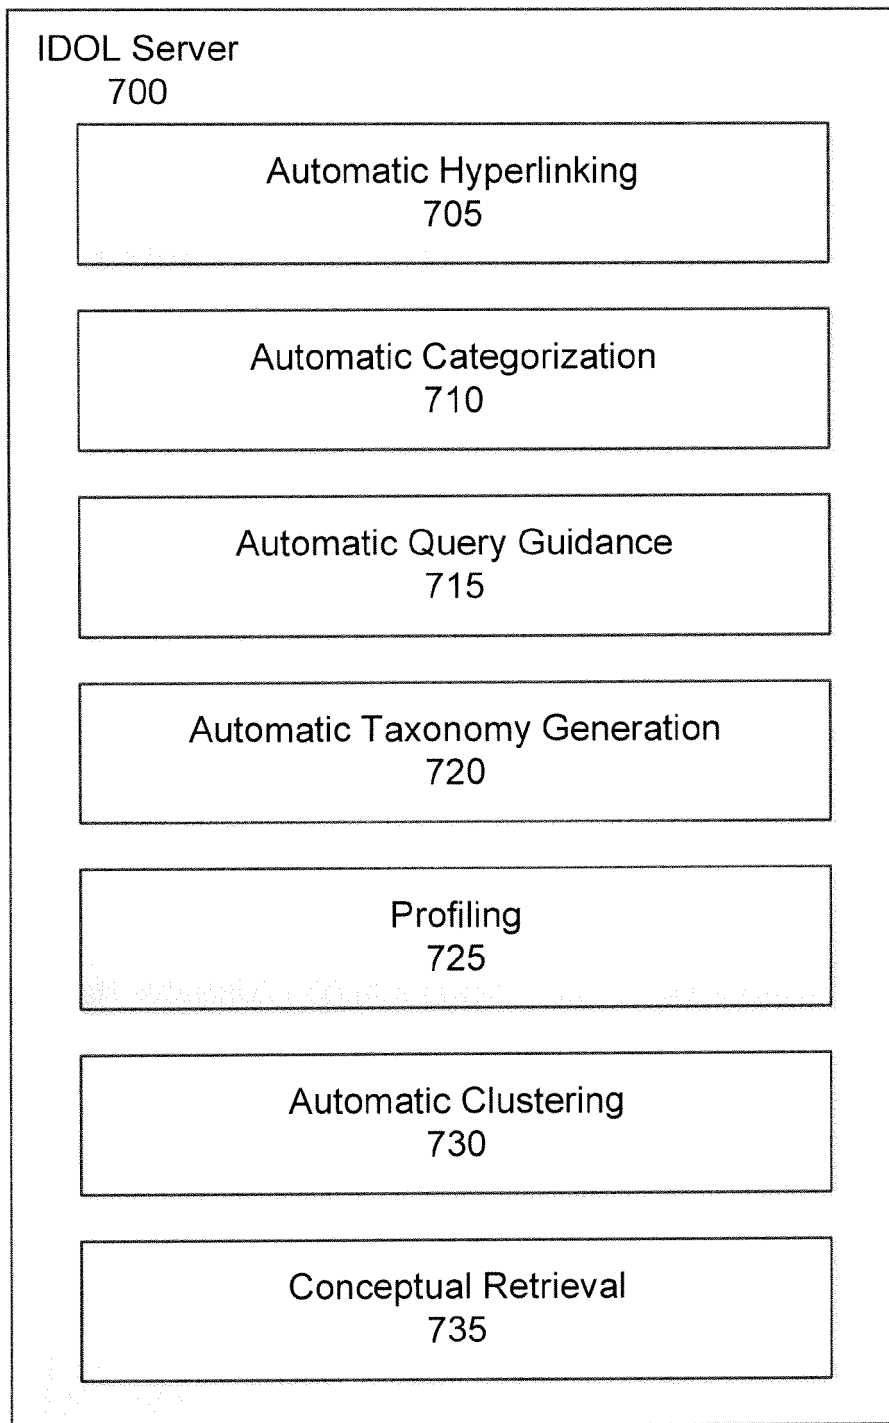 IDOL Server
700
Automatic Hyperlinking
705
Automatic Categorization
710
Automatic Query Guidance
715
Automatic Taxonomy Generation
720
Profiling
725
Automatic Clustering
730
Conceptual Retrieval
735